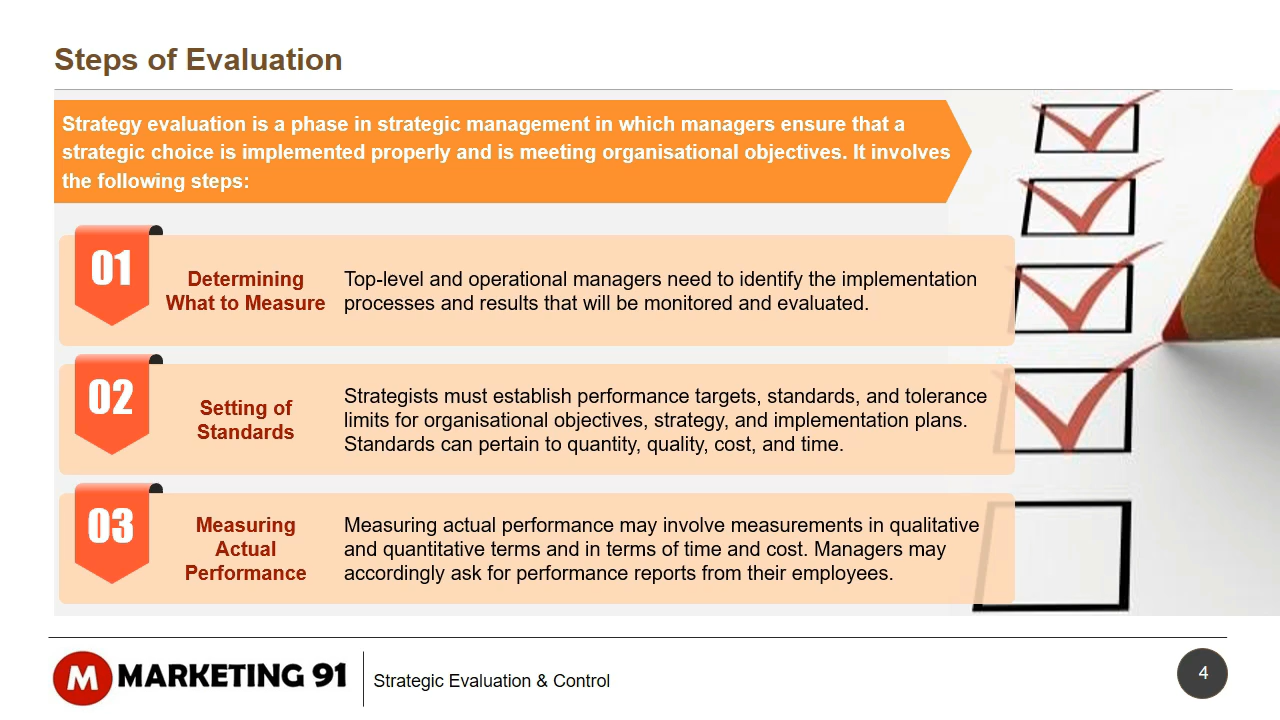 Steps of Evaluation
Strategy evaluation is a phase in strategic management in which managers ensure that a
strategic choice is implemented properly and is meeting organisational objectives. It involves
the following steps:
01
Determining
What to Measure
Top-level and operational managers need to identify the implementation
processes and results that will be monitored and evaluated.
02
Setting of
Standards
Strategists must establish performance targets, standards, and tolerance
limits for organisational objectives, strategy, and implementation plans.
Standards can pertain to quantity, quality, cost, and time.
03
Measuring
Actual
Performance
Measuring actual performance may involve measurements in qualitative
and quantitative terms and in terms of time and cost. Managers may
accordingly ask for performance reports from their employees.
M MARKETING 91
Strategic Evaluation & Control
4